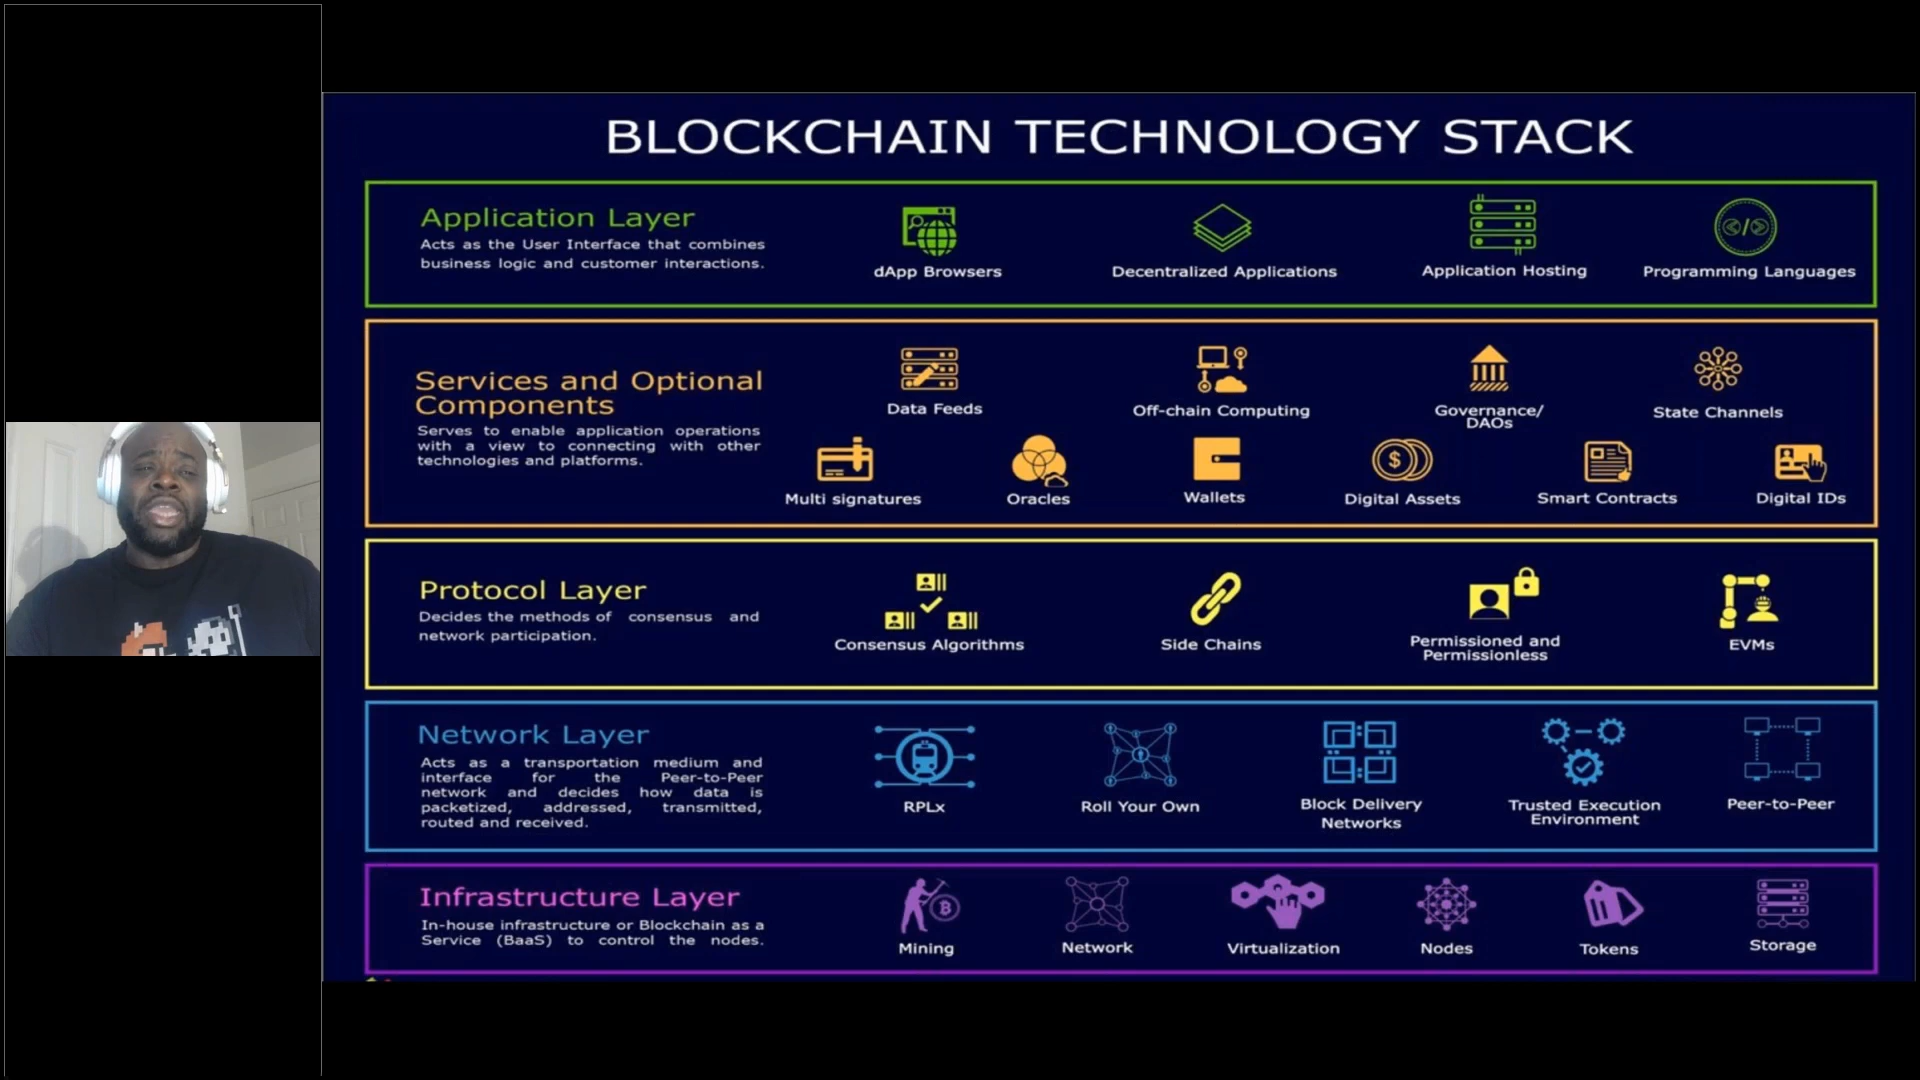 BLOCKCHAIN TECHNOLOGY STACK
Application Layer
Acts as the User Interface that combines
business logic and customer interactions.
dApp Browsers
Decentralized Applications
Application Hosting
Programming Languages
Services and Optional
Components
Serves to enable application operations
with a view to connecting with other
technologies and platforms.
Data Feeds
Off-chain Computing
Governance/
DAOs
State Channels
Multi signatures
Oracles
Wallets
Digital Assets
Smart Contracts
Digital IDs
Protocol Layer
Decides the methods of consensus and
network participation.
Consensus Algorithms
Side Chains
Permissioned and
Permissionless
EVMs
Network Layer
Acts as a transportation medium and
interface for the Peer-to-Peer
network and decides how data is
packetized, addressed, transmitted,
routed and received.
RPLx
Roll Your Own
Block Delivery
Networks
Trusted Execution
Environment
Peer-to-Peer
Infrastructure Layer
In-house infrastructure or Blockchain as a
Service (BaaS) to control the nodes.
Mining
Network
Virtualization
Nodes
Tokens
Storage